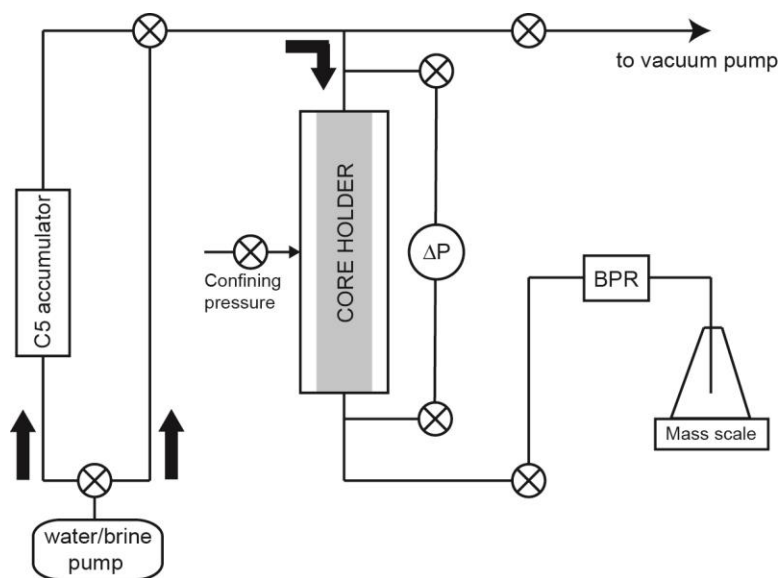 to vacuum pump
C5 accumulator
CORE HOLDER
ΔP
Confining
pressure
BPR
Mass scale
water/brine
pump